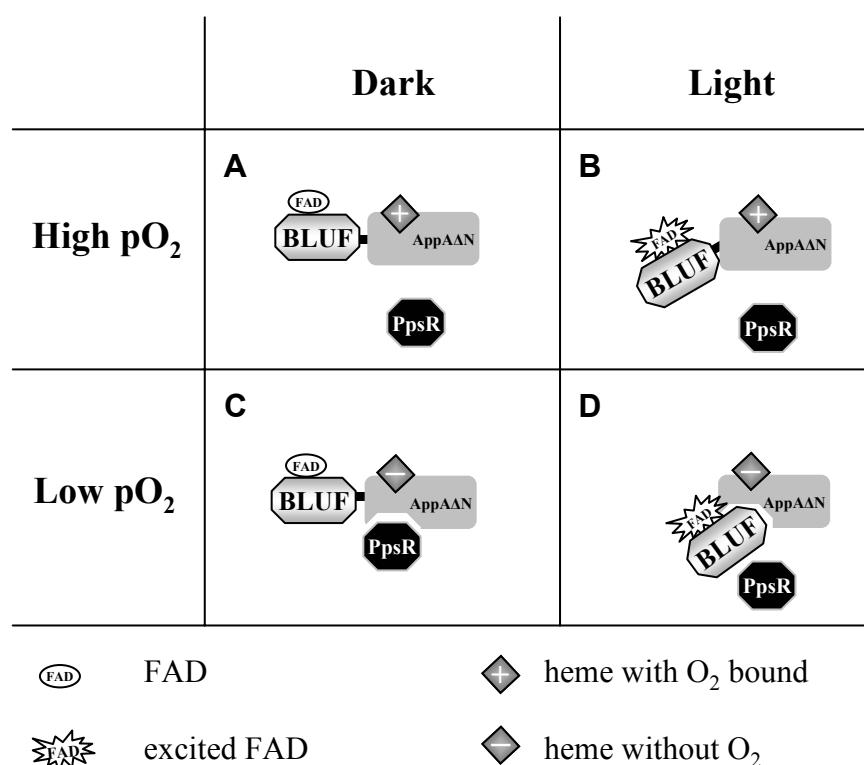 Dark Light
High pO₂
A
FAD
BLUF
+
AppAΔN
PpsR
B
FAD
BLUF
+
AppAΔN
PpsR
Low pO₂
C
FAD
BLUF
−
AppAΔN
PpsR
D
FAD
BLUF
−
AppAΔN
PpsR
FAD FAD
+ heme with O₂ bound
FAD excited FAD
− heme without O₂